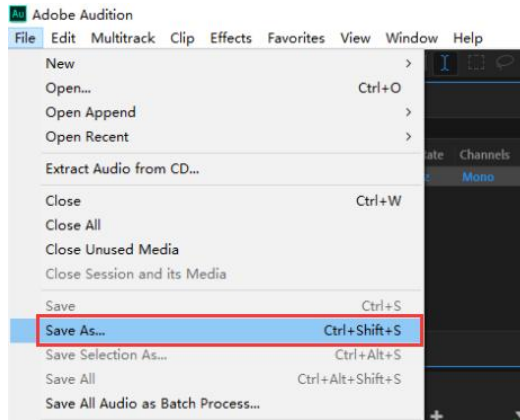 Au Adobe Audition
File Edit Multitrack Clip Effects Favorites View Window Help
New
Open... Ctrl+O
Open Append
Open Recent
Extract Audio from CD...
Channels
Mono
Close Ctrl+W
Close All
Close Unused Media
Close Session and its Media
Save Ctrl+S
Save As... Ctrl+Shift+S
Save Selection As... Ctrl+Alt+S
Save All Ctrl+Alt+Shift+S
Save All Audio as Batch Process...